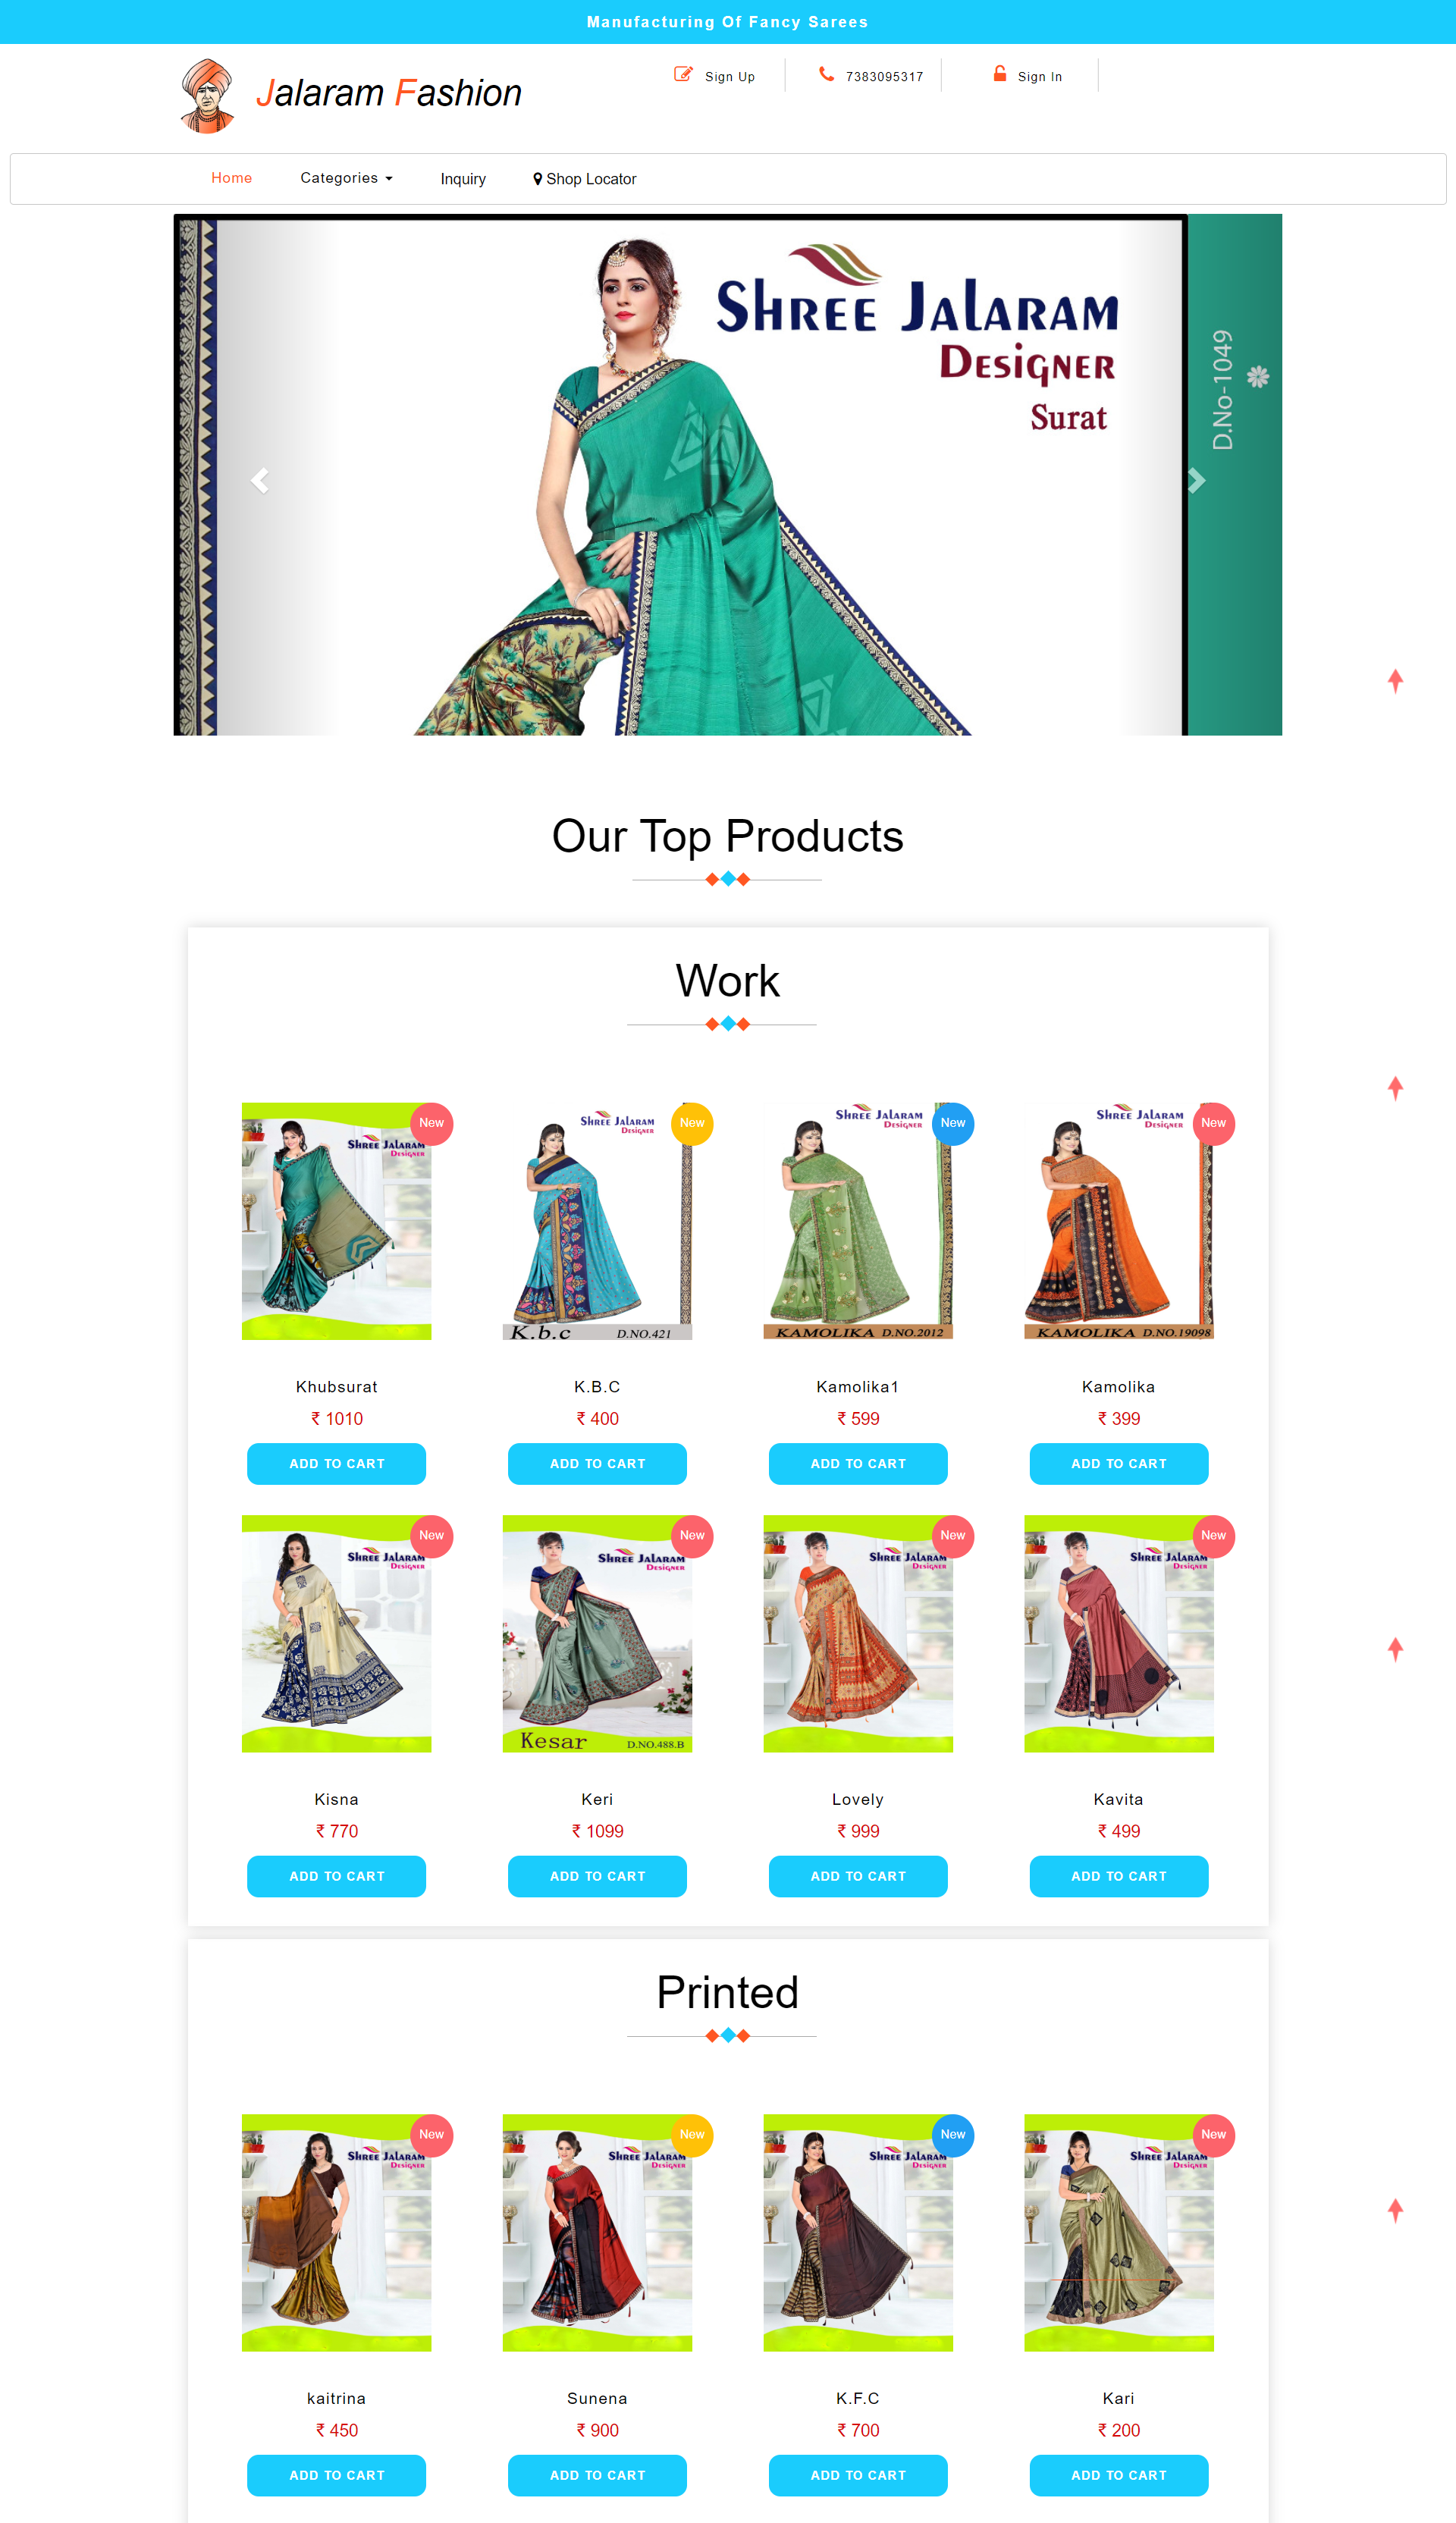 Manufacturing Of Fancy Sarees
Jalaram Fashion
Sign Up
7383095317
Sign In
Home
Categories
Inquiry
Shop Locator
SHREE JALARAM
DESIGNER
Surat
D.No-1049
Our Top Products
Work
New
SHREE JALARAM
DESIGNER
New
SHREE JALARAM
DESIGNER
K.b.c D.NO.421
New
SHREE JALARAM
DESIGNER
KAMOLIKA D.NO.2012
New
SHREE JALARAM
DESIGNER
KAMOLIKA D.NO.19098
Khubsurat
K.B.C
Kamolika1
Kamolika
₹ 1010
₹ 400
₹ 599
₹ 399
ADD TO CART
ADD TO CART
ADD TO CART
ADD TO CART
New
SHREE JALARAM
DESIGNER
New
SHREE JALARAM
DESIGNER
Kesar D.NO.488.B
New
SHREE JALARAM
DESIGNER
New
SHREE JALARAM
DESIGNER
Kisna
Keri
Lovely
Kavita
₹ 770
₹ 1099
₹ 999
₹ 499
ADD TO CART
ADD TO CART
ADD TO CART
ADD TO CART
Printed
New
SHREE JALARAM
DESIGNER
New
SHREE JALARAM
DESIGNER
New
SHREE JALARAM
DESIGNER
New
SHREE JALARAM
DESIGNER
kaitrina
Sunena
K.F.C
Kari
₹ 450
₹ 900
₹ 700
₹ 200
ADD TO CART
ADD TO CART
ADD TO CART
ADD TO CART